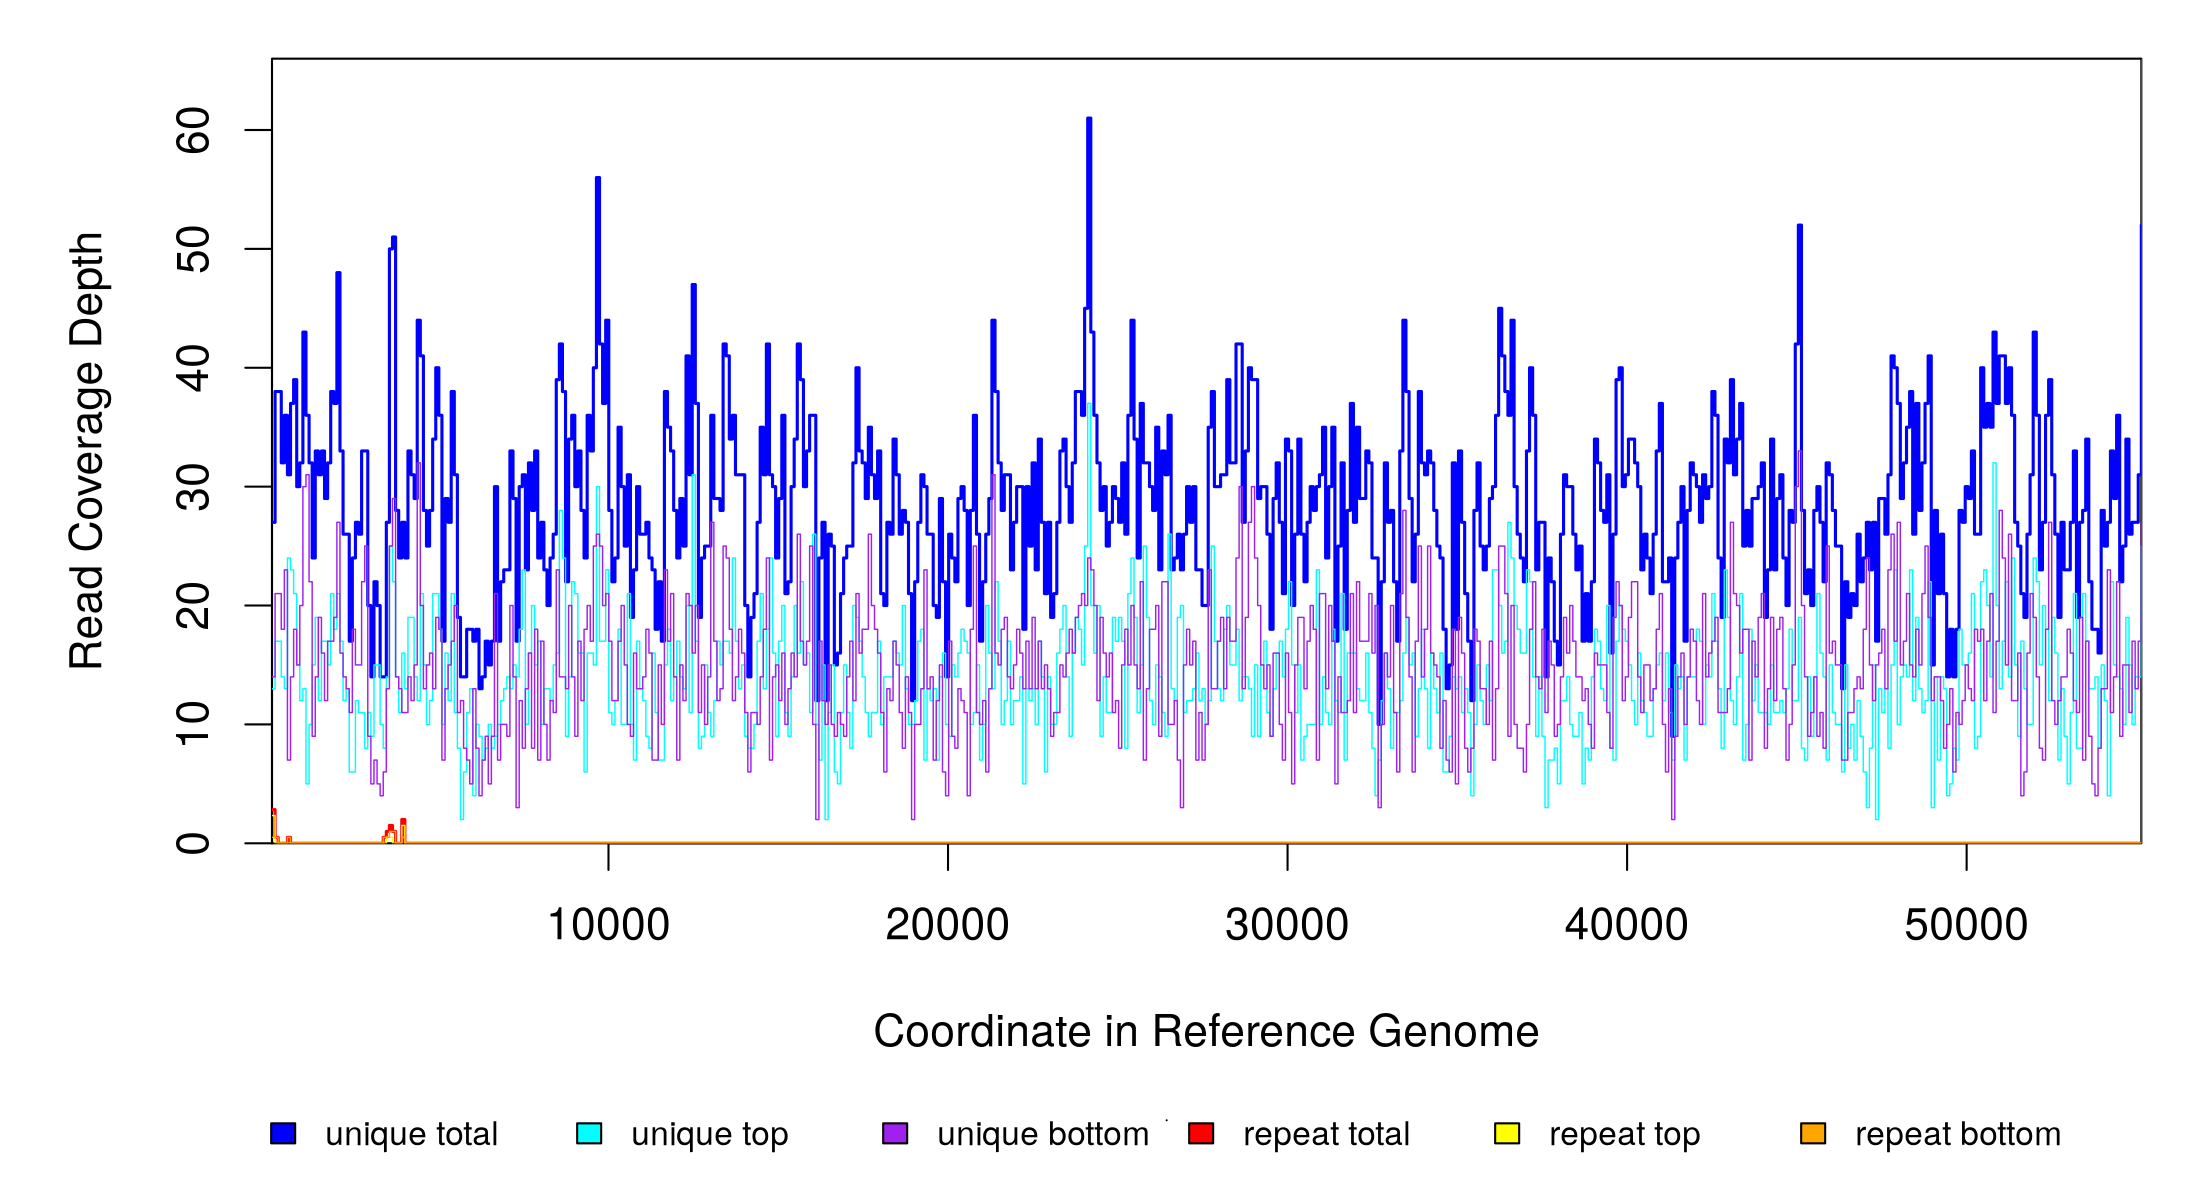 Read Coverage Depth
60
50
40
30
20
10
0
10000 20000 30000 40000 50000
Coordinate in Reference Genome
unique total unique top unique bottom repeat total repeat top repeat bottom